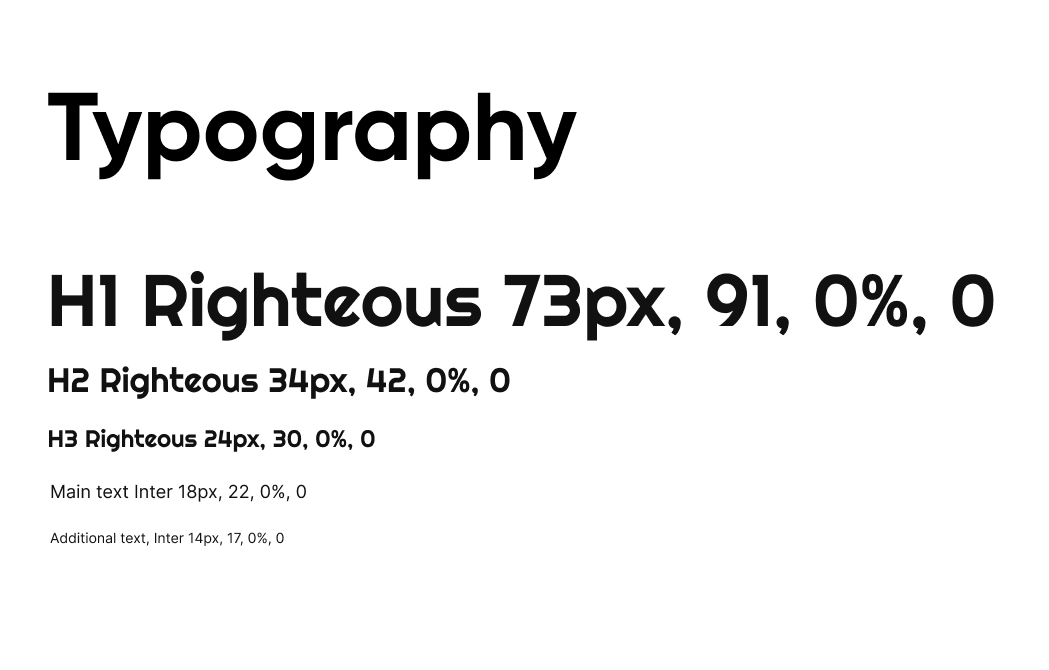 Typography
H1 Righteous 73px, 91, 0%, 0
H2 Righteous 34px, 42, 0%, 0
H3 Righteous 24px, 30, 0%, 0
Main text Inter 18px, 22, 0%, 0
Additional text, Inter 14px, 17, 0%, 0